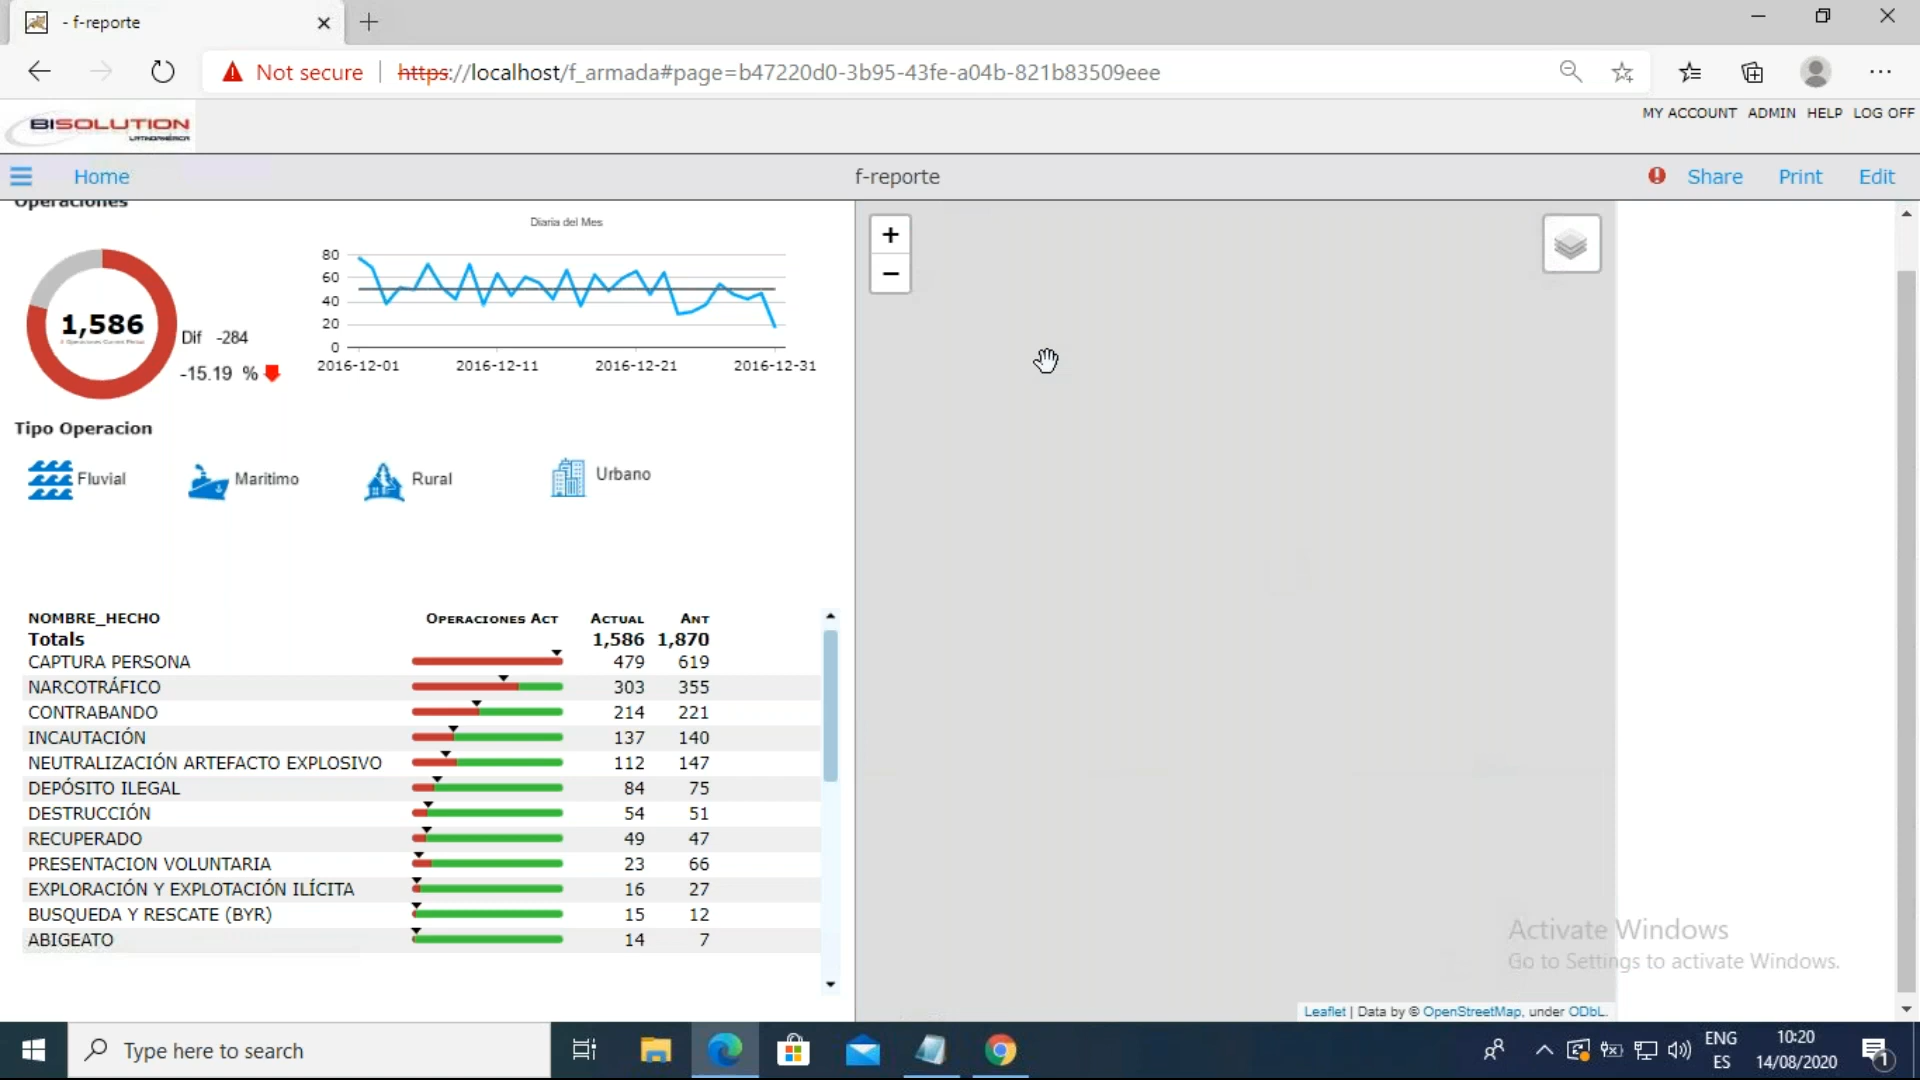 - f-reporte
Not secure
https://localhost/f_armada#page=b47220d0-3b95-43fe-a04b-821b83509eee
BISOLUTION
LATINOAMÉRICA
MY ACCOUNT ADMIN HELP LOG OFF
Home
f-reporte
Share Print Edit
Operaciones
Diaria del Mes
80
60
40
20
0
2016-12-01 2016-12-11 2016-12-21 2016-12-31
1,586
Dif -284
-15.19 %
Tipo Operacion
Fluvial Maritimo Rural Urbano
NOMBRE_HECHO OPERACIONES ACT ACTUAL ANT
Totals 1,586 1,870
CAPTURA PERSONA 479 619
NARCOTRÁFICO 303 355
CONTRABANDO 214 221
INCAUTACIÓN 137 140
NEUTRALIZACIÓN ARTEFACTO EXPLOSIVO 112 147
DEPÓSITO ILEGAL 84 75
DESTRUCCIÓN 54 51
RECUPERADO 49 47
PRESENTACION VOLUNTARIA 23 66
EXPLORACIÓN Y EXPLOTACIÓN ILÍCITA 16 27
BUSQUEDA Y RESCATE (BYR) 15 12
ABIGEATO 14 7
+
−
Activate Windows
Go to Settings to activate Windows.
Leaflet | Data by © OpenStreetMap, under ODbL.
Type here to search
ENG
ES
10:20
14/08/2020
1